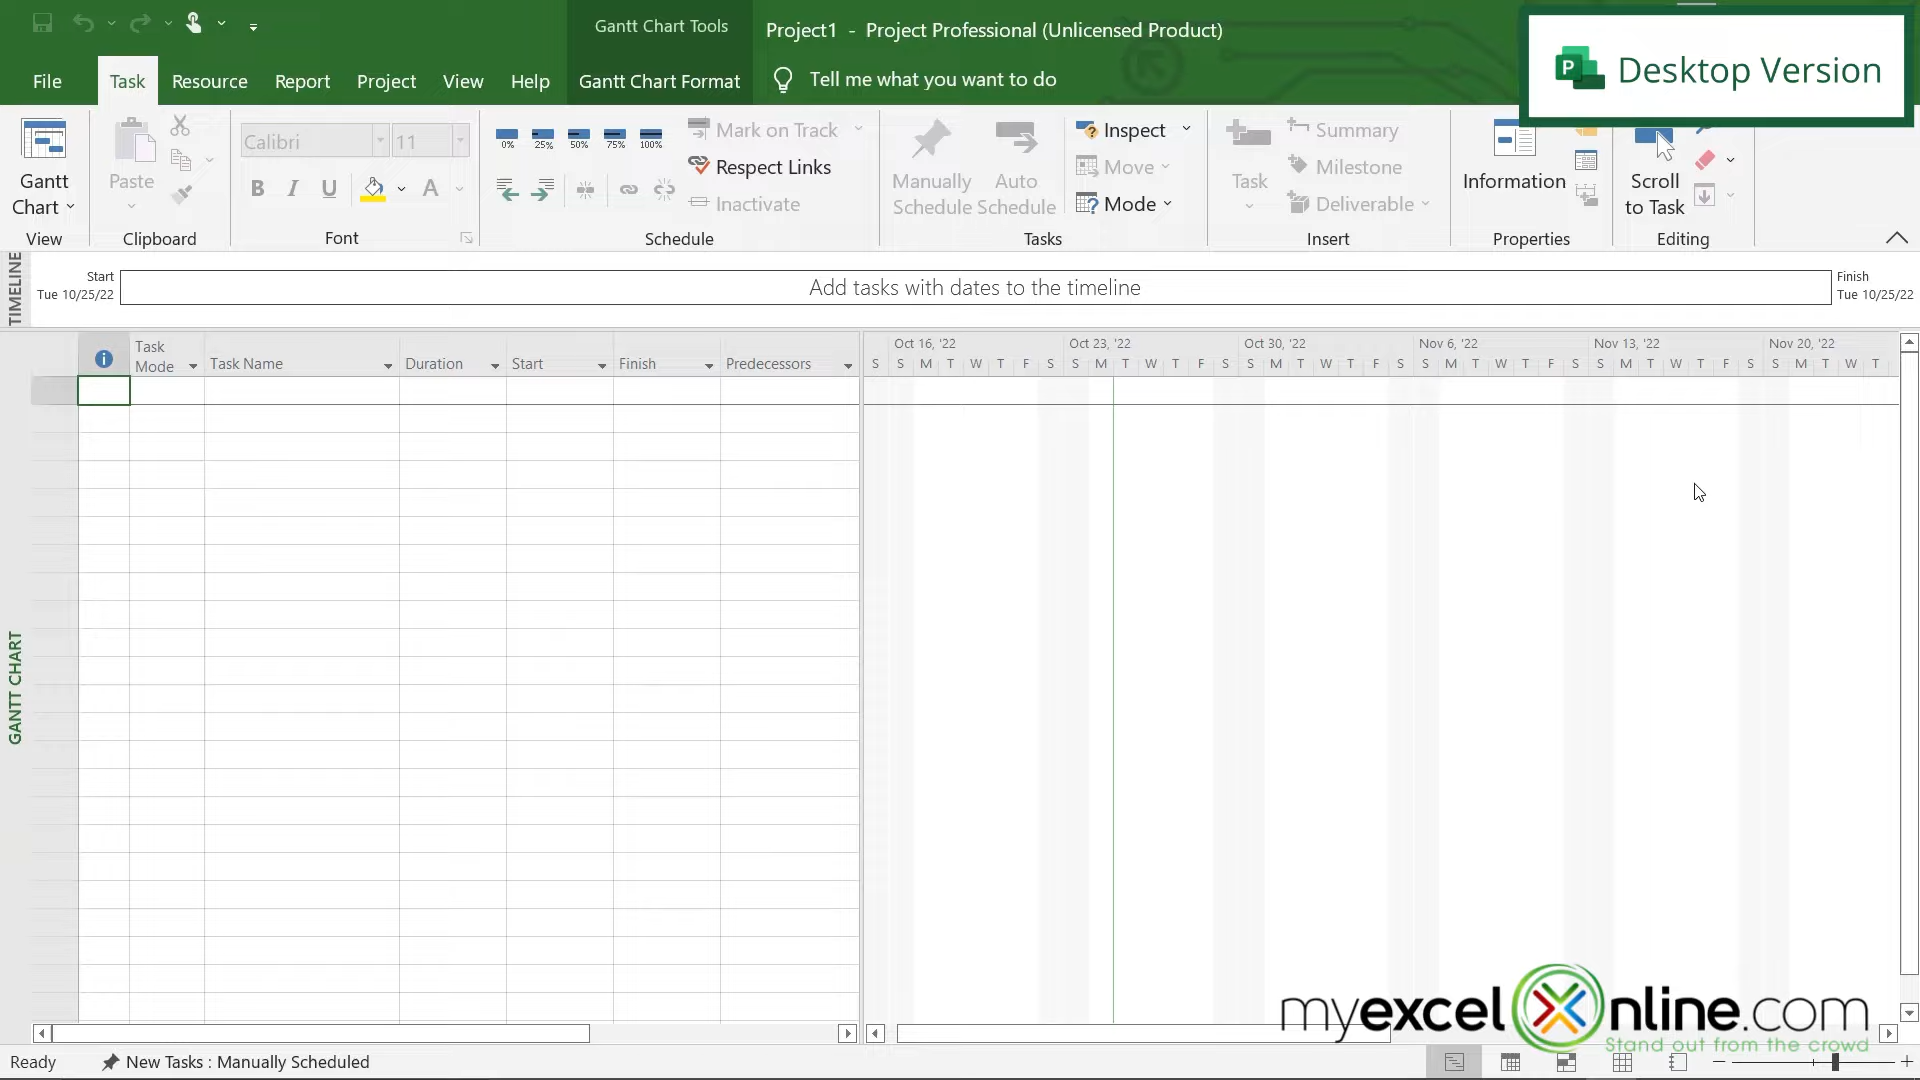 Gantt Chart Tools
Project1 - Project Professional (Unlicensed Product)
P Desktop Version
File Task Resource Report Project View Help Gantt Chart Format Tell me what you want to do
Gantt Chart
View
Paste
Clipboard
Calibri 11
B I U A
Font
0% 25% 50% 75% 100%
Mark on Track
Respect Links
Inactivate
Schedule
Manually Schedule
Auto Schedule
Inspect
Move
Mode
Tasks
Task
Summary
Milestone
Deliverable
Insert
Information
Properties
Scroll to Task
Editing
TIMELINE
Start
Tue 10/25/22
Add tasks with dates to the timeline
Finish
Tue 10/25/22
Task Mode Task Name Duration Start Finish Predecessors
Oct 16, '22 Oct 23, '22 Oct 30, '22 Nov 6, '22 Nov 13, '22 Nov 20, '22
S S M T W T F S S M T W T F S S M T W T F S S M T W T F S S M T W T F S S M T W T
GANTT CHART
myexcelonline.com
Stand out from the crowd
Ready New Tasks : Manually Scheduled